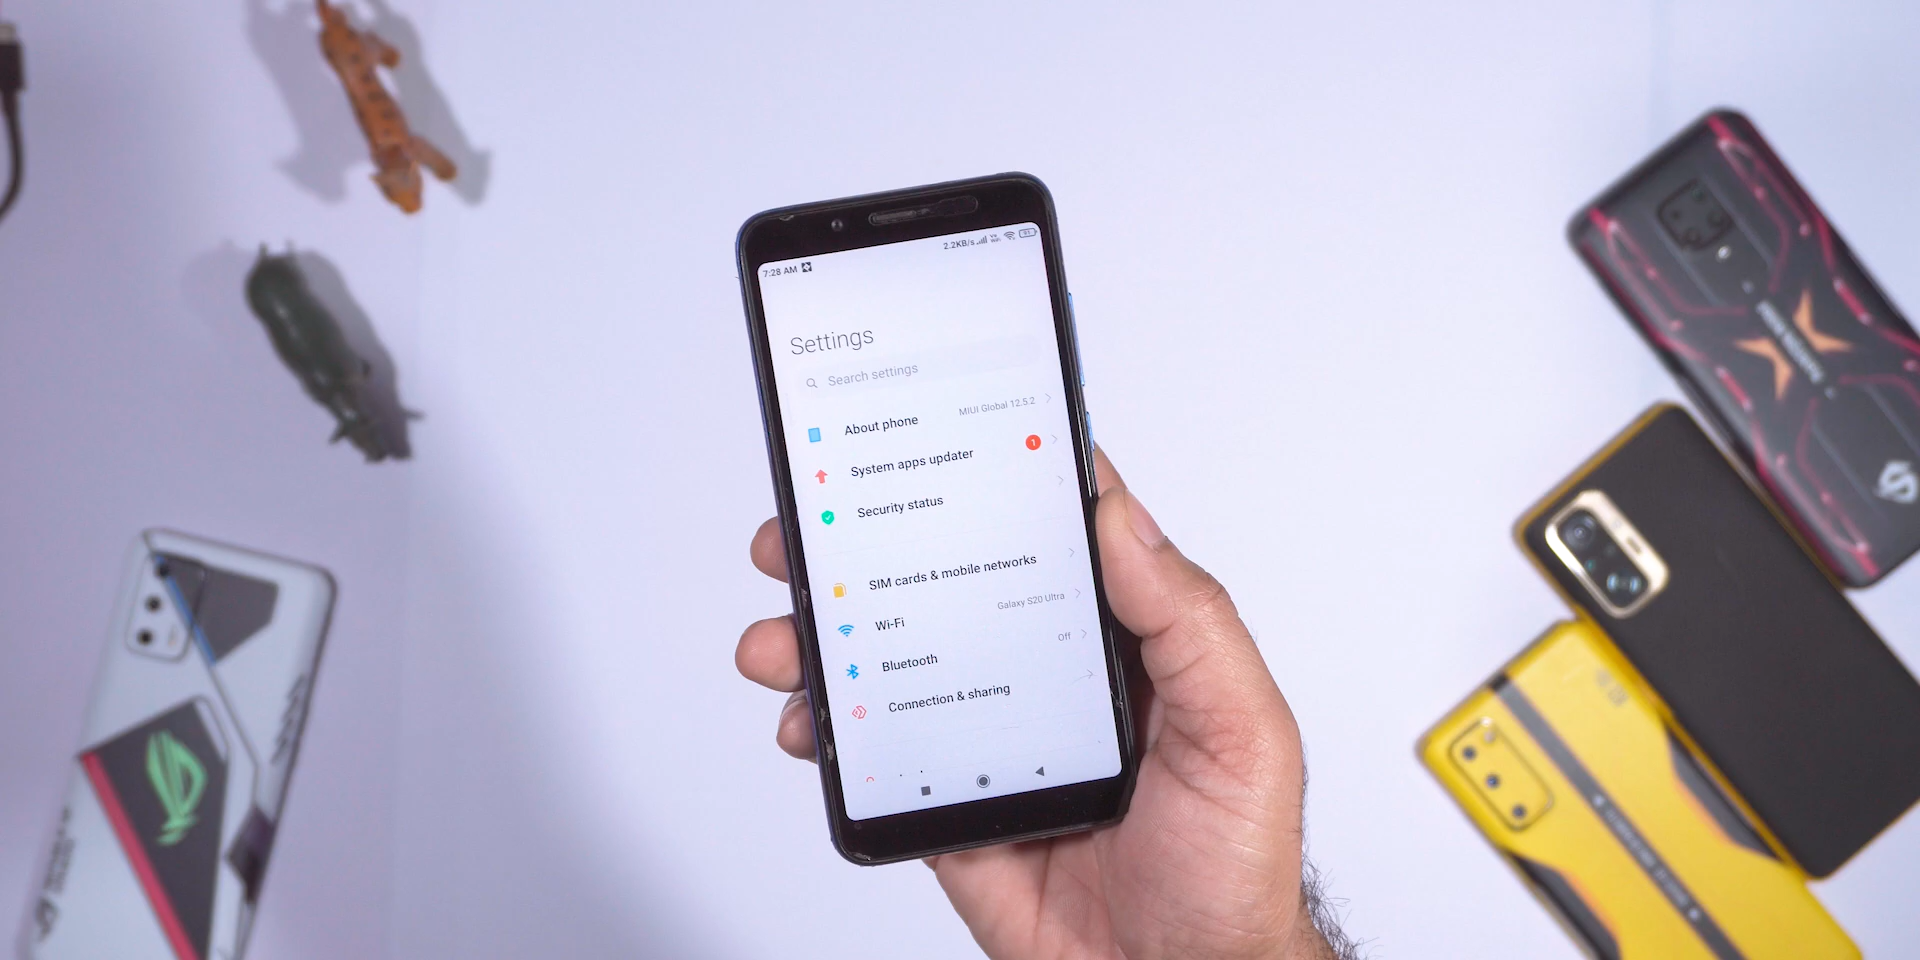 7:28 AM
2.2KB/s
91
Settings
Search settings
About phone
MIUI Global 12.5.2
System apps updater
1
Security status
SIM cards & mobile networks
Wi-Fi
Galaxy S20 Ultra
Bluetooth
Off
Connection & sharing